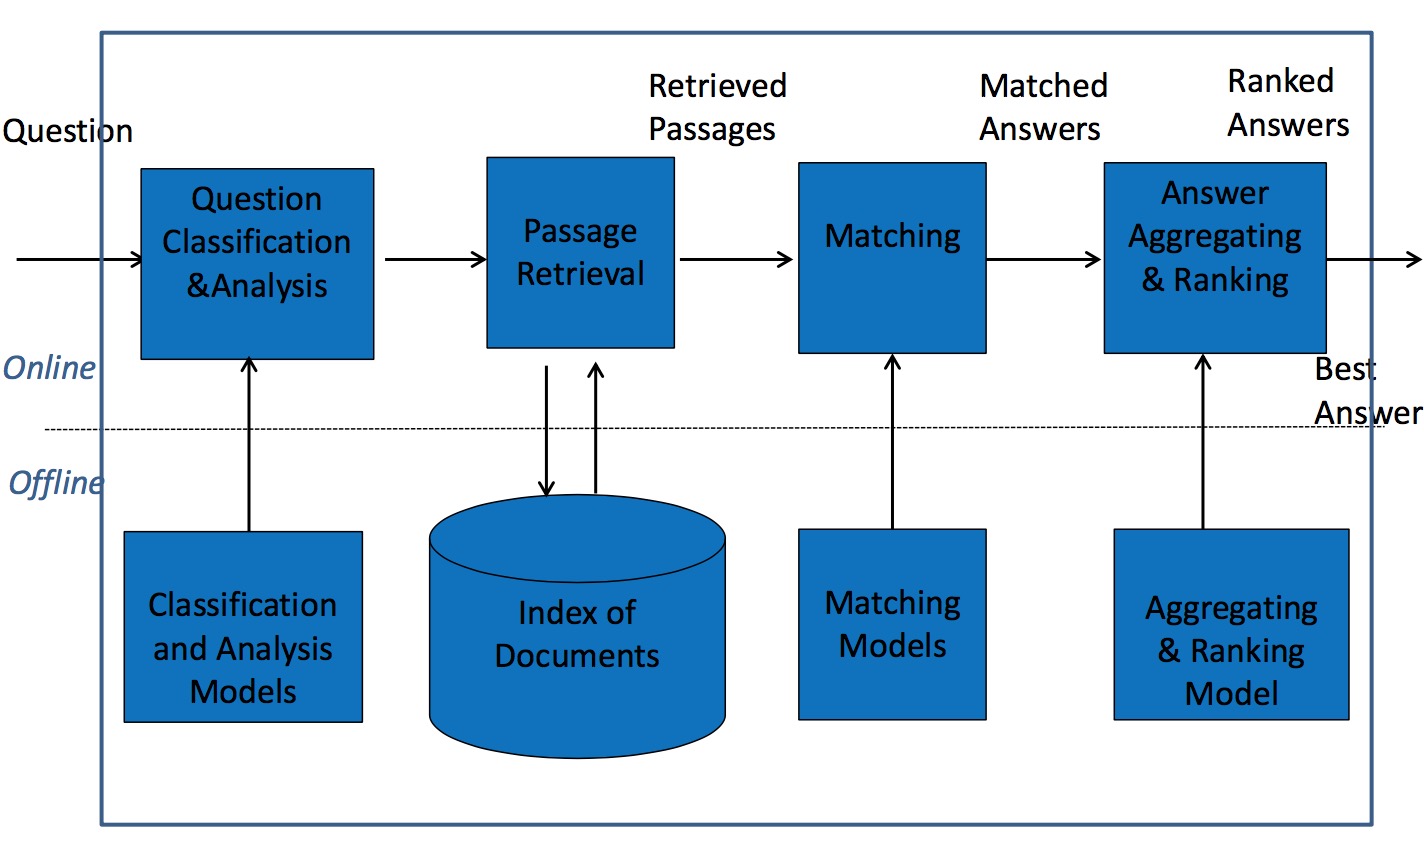 Question
Retrieved
Passages
Matched
Answers
Ranked
Answers
Question
Classification
&Analysis
Passage
Retrieval
Matching
Answer
Aggregating
& Ranking
Online
Best
Answer
Offline
Classification
and Analysis
Models
Index of
Documents
Matching
Models
Aggregating
& Ranking
Model